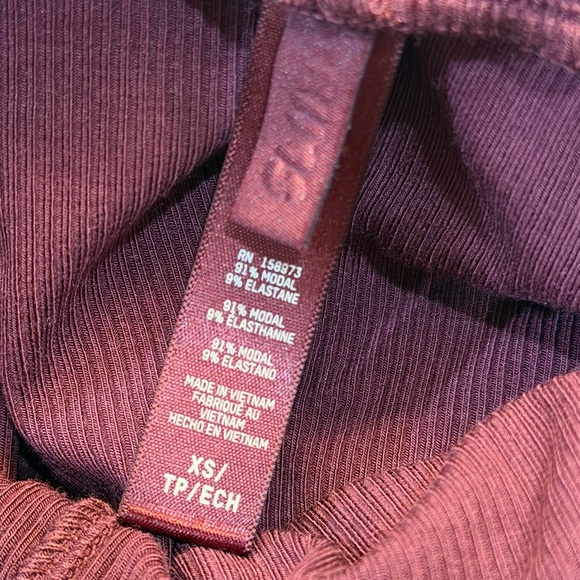 RN 158973
91% MODAL
9% ELASTANE
91% MODAL
9% ÉLASTHANNE
91% MODAL
9% ELASTANO
MADE IN VIETNAM
FABRIQUÉ AU
VIETNAM
HECHO EN VIETNAM
XS/
TP/ECH